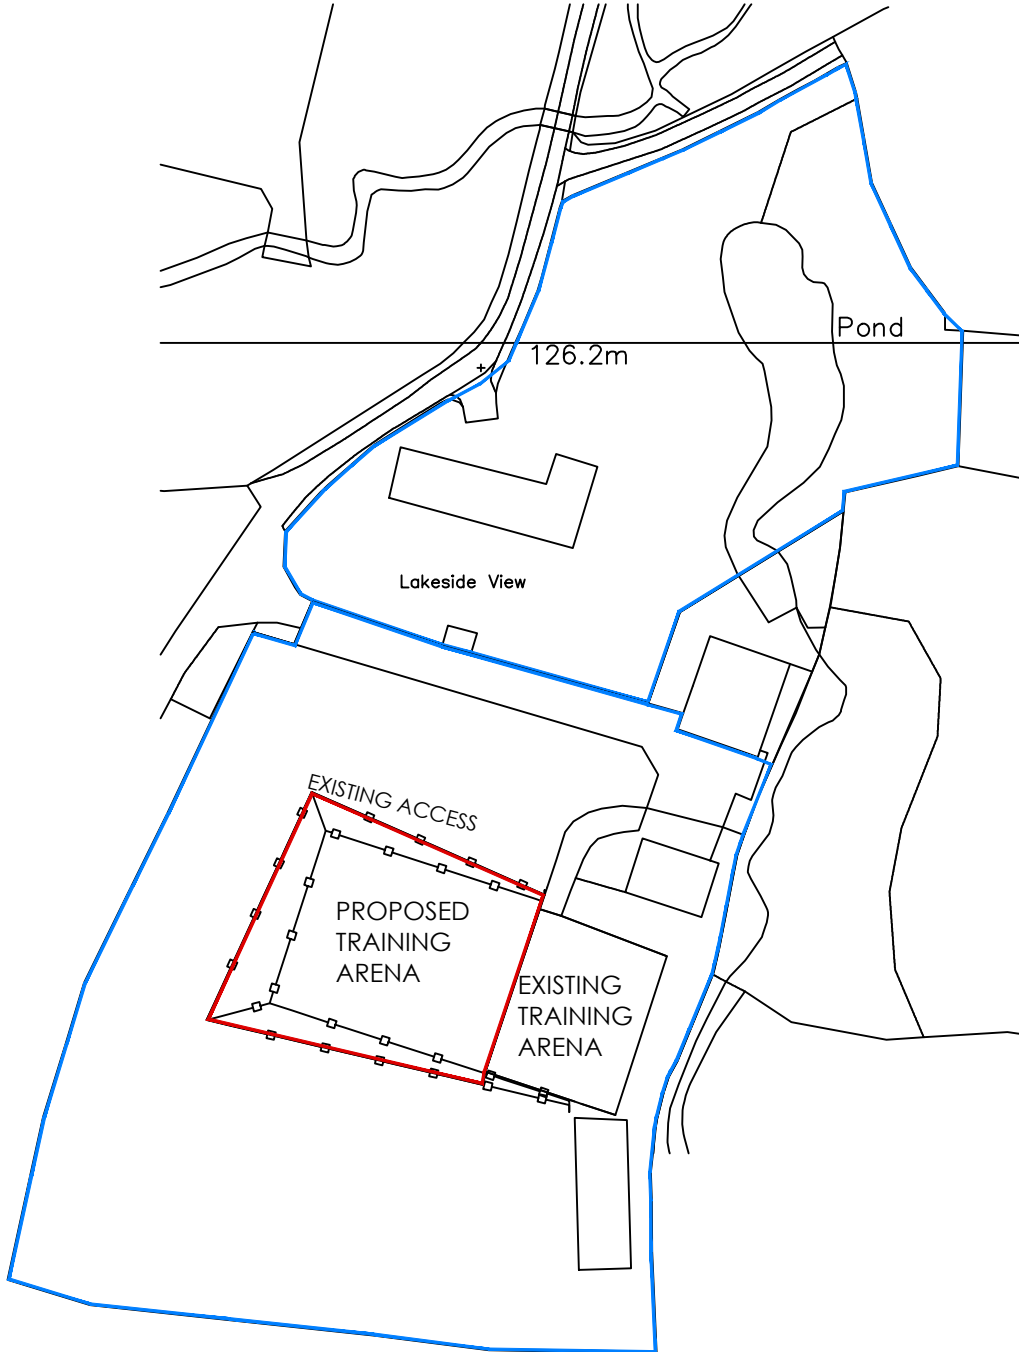 Pond
126.2m
Lakeside View
EXISTING ACCESS
PROPOSED
TRAINING
ARENA
EXISTING
TRAINING
ARENA